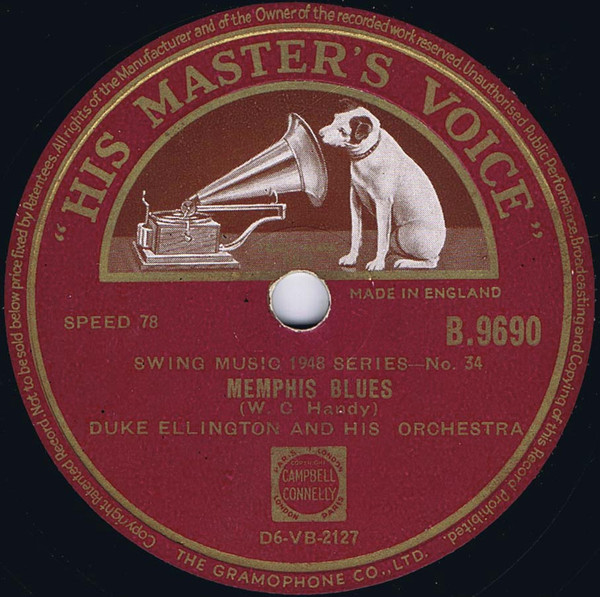 Copyright. Patented Record. Not to be sold below price fixed by Patentees. All rights of the Manufacturer and of the Owner of the recorded work reserved. Unauthorised Public Performance, Broadcasting and Copying of this Record Prohibited.
"HIS MASTER'S VOICE"
MADE IN ENGLAND
SPEED 78
B.9690
SWING MUSIC 1948 SERIES—No. 34
MEMPHIS BLUES
(W. C Handy)
DUKE ELLINGTON AND HIS ORCHESTRA
PARIS LONDON
COPYRIGHT
CAMPBELL
CONNELLY
LONDON PARIS
D6-VB-2127
THE GRAMOPHONE CO., LTD.